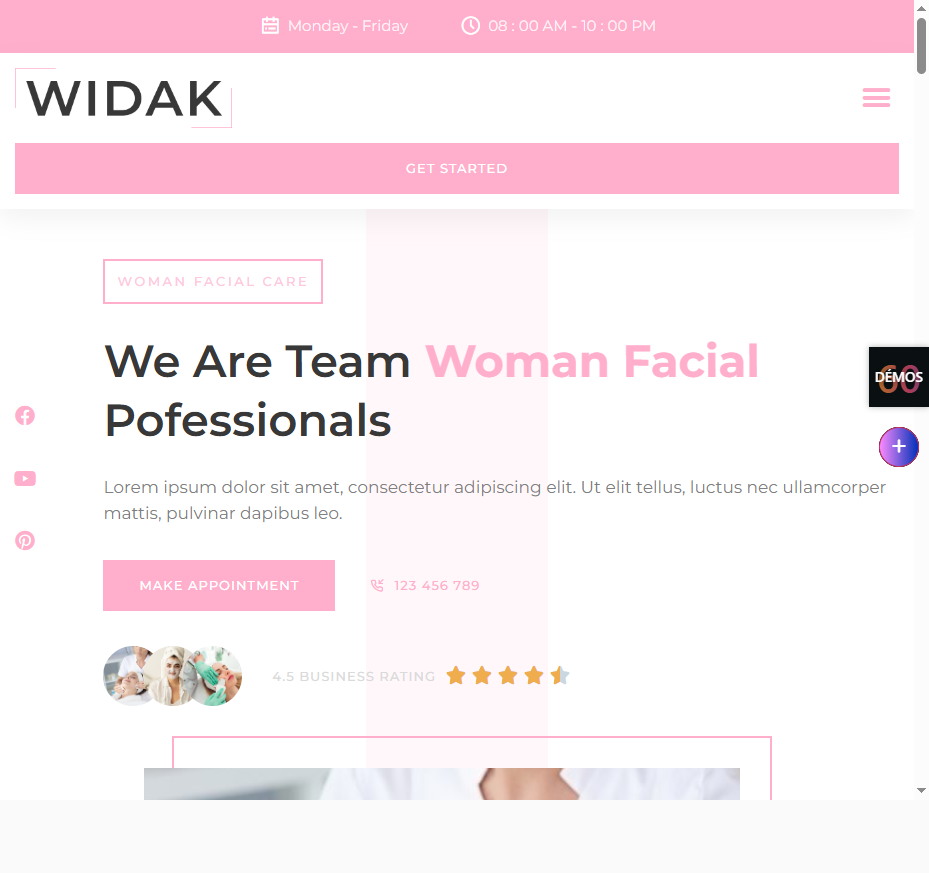 Monday - Friday
08 : 00 AM - 10 : 00 PM
WIDAK
GET STARTED
WOMAN FACIAL CARE
We Are Team Woman Facial
Pofessionals
Lorem ipsum dolor sit amet, consectetur adipiscing elit. Ut elit tellus, luctus nec ullamcorper
mattis, pulvinar dapibus leo.
60
DÉMOS
+
MAKE APPOINTMENT
123 456 789
4.5 BUSINESS RATING